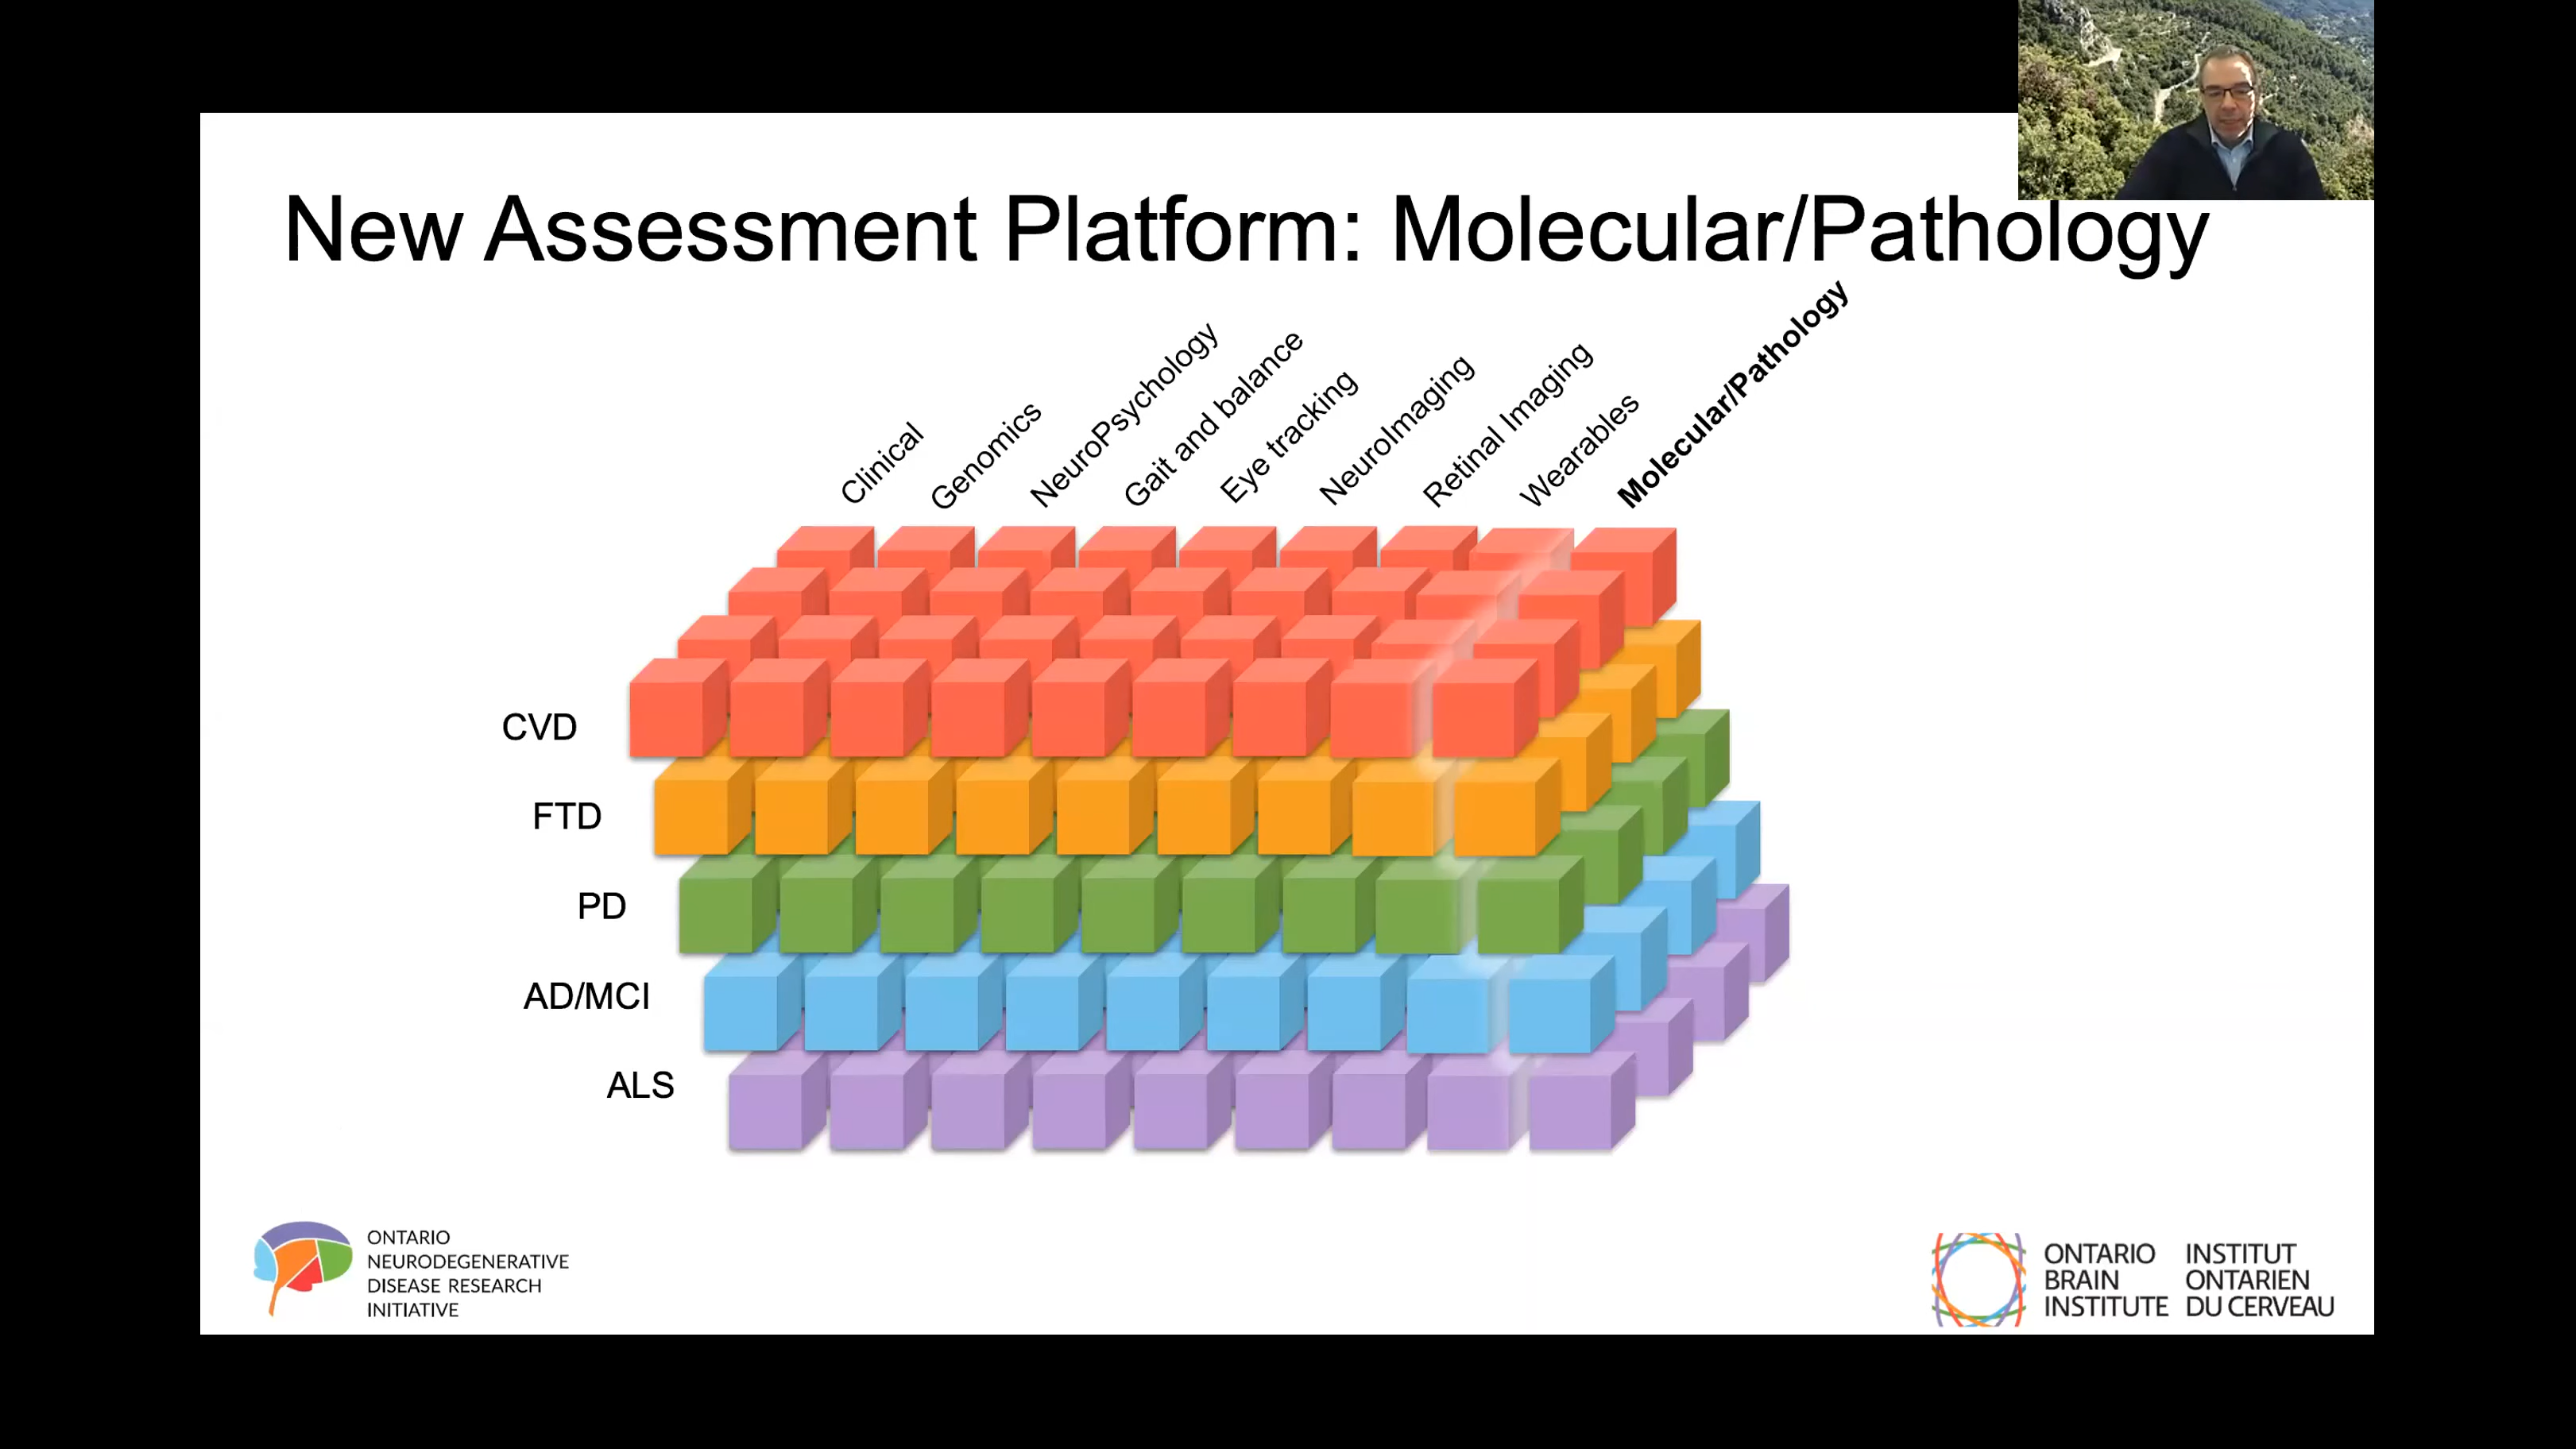 New Assessment Platform: Molecular/Pathology
Clinical
Genomics
NeuroPsychology
Gait and balance
Eye tracking
NeuroImaging
Retinal Imaging
Wearables
Molecular/Pathology
CVD
FTD
PD
AD/MCI
ALS
ONTARIO
NEURODEGENERATIVE
DISEASE RESEARCH
INITIATIVE
ONTARIO
BRAIN
INSTITUTE
INSTITUT
ONTARIEN
DU CERVEAU